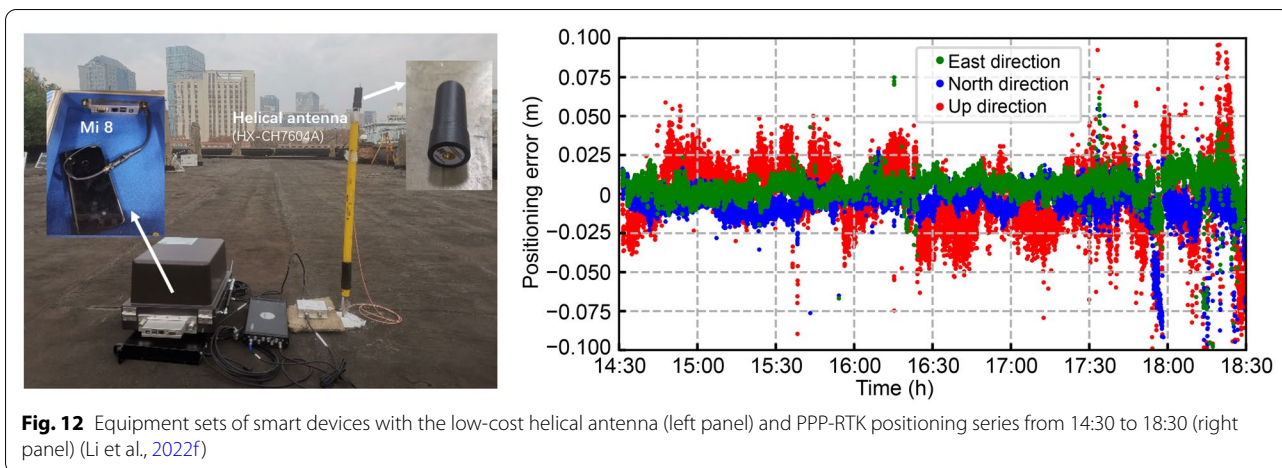 Mi 8
Helical antenna
(HX-CH7604A)
Positioning error (m)
0.100
0.075
0.050
0.025
0
−0.025
−0.050
−0.075
−0.100
East direction
North direction
Up direction
14:30 15:00 15:30 16:00 16:30 17:00 17:30 18:00 18:30
Time (h)
Fig. 12 Equipment sets of smart devices with the low-cost helical antenna (left panel) and PPP-RTK positioning series from 14:30 to 18:30 (right
panel) (Li et al., 2022f)